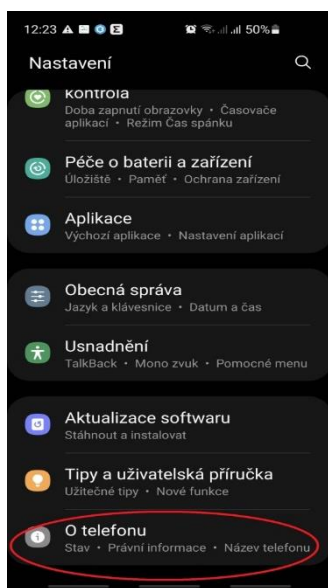 12:23 50%
Nastavení
kontrola
Doba zapnutí obrazovky • Časovače
aplikací • Režim Čas spánku
Péče o baterii a zařízení
Úložiště • Paměť • Ochrana zařízení
Aplikace
Výchozí aplikace • Nastavení aplikací
Obecná správa
Jazyk a klávesnice • Datum a čas
Usnadnění
TalkBack • Mono zvuk • Pomocné menu
Aktualizace softwaru
Stáhnout a instalovat
Tipy a uživatelská příručka
Užitečné tipy • Nové funkce
O telefonu
Stav • Právní informace • Název telefonu